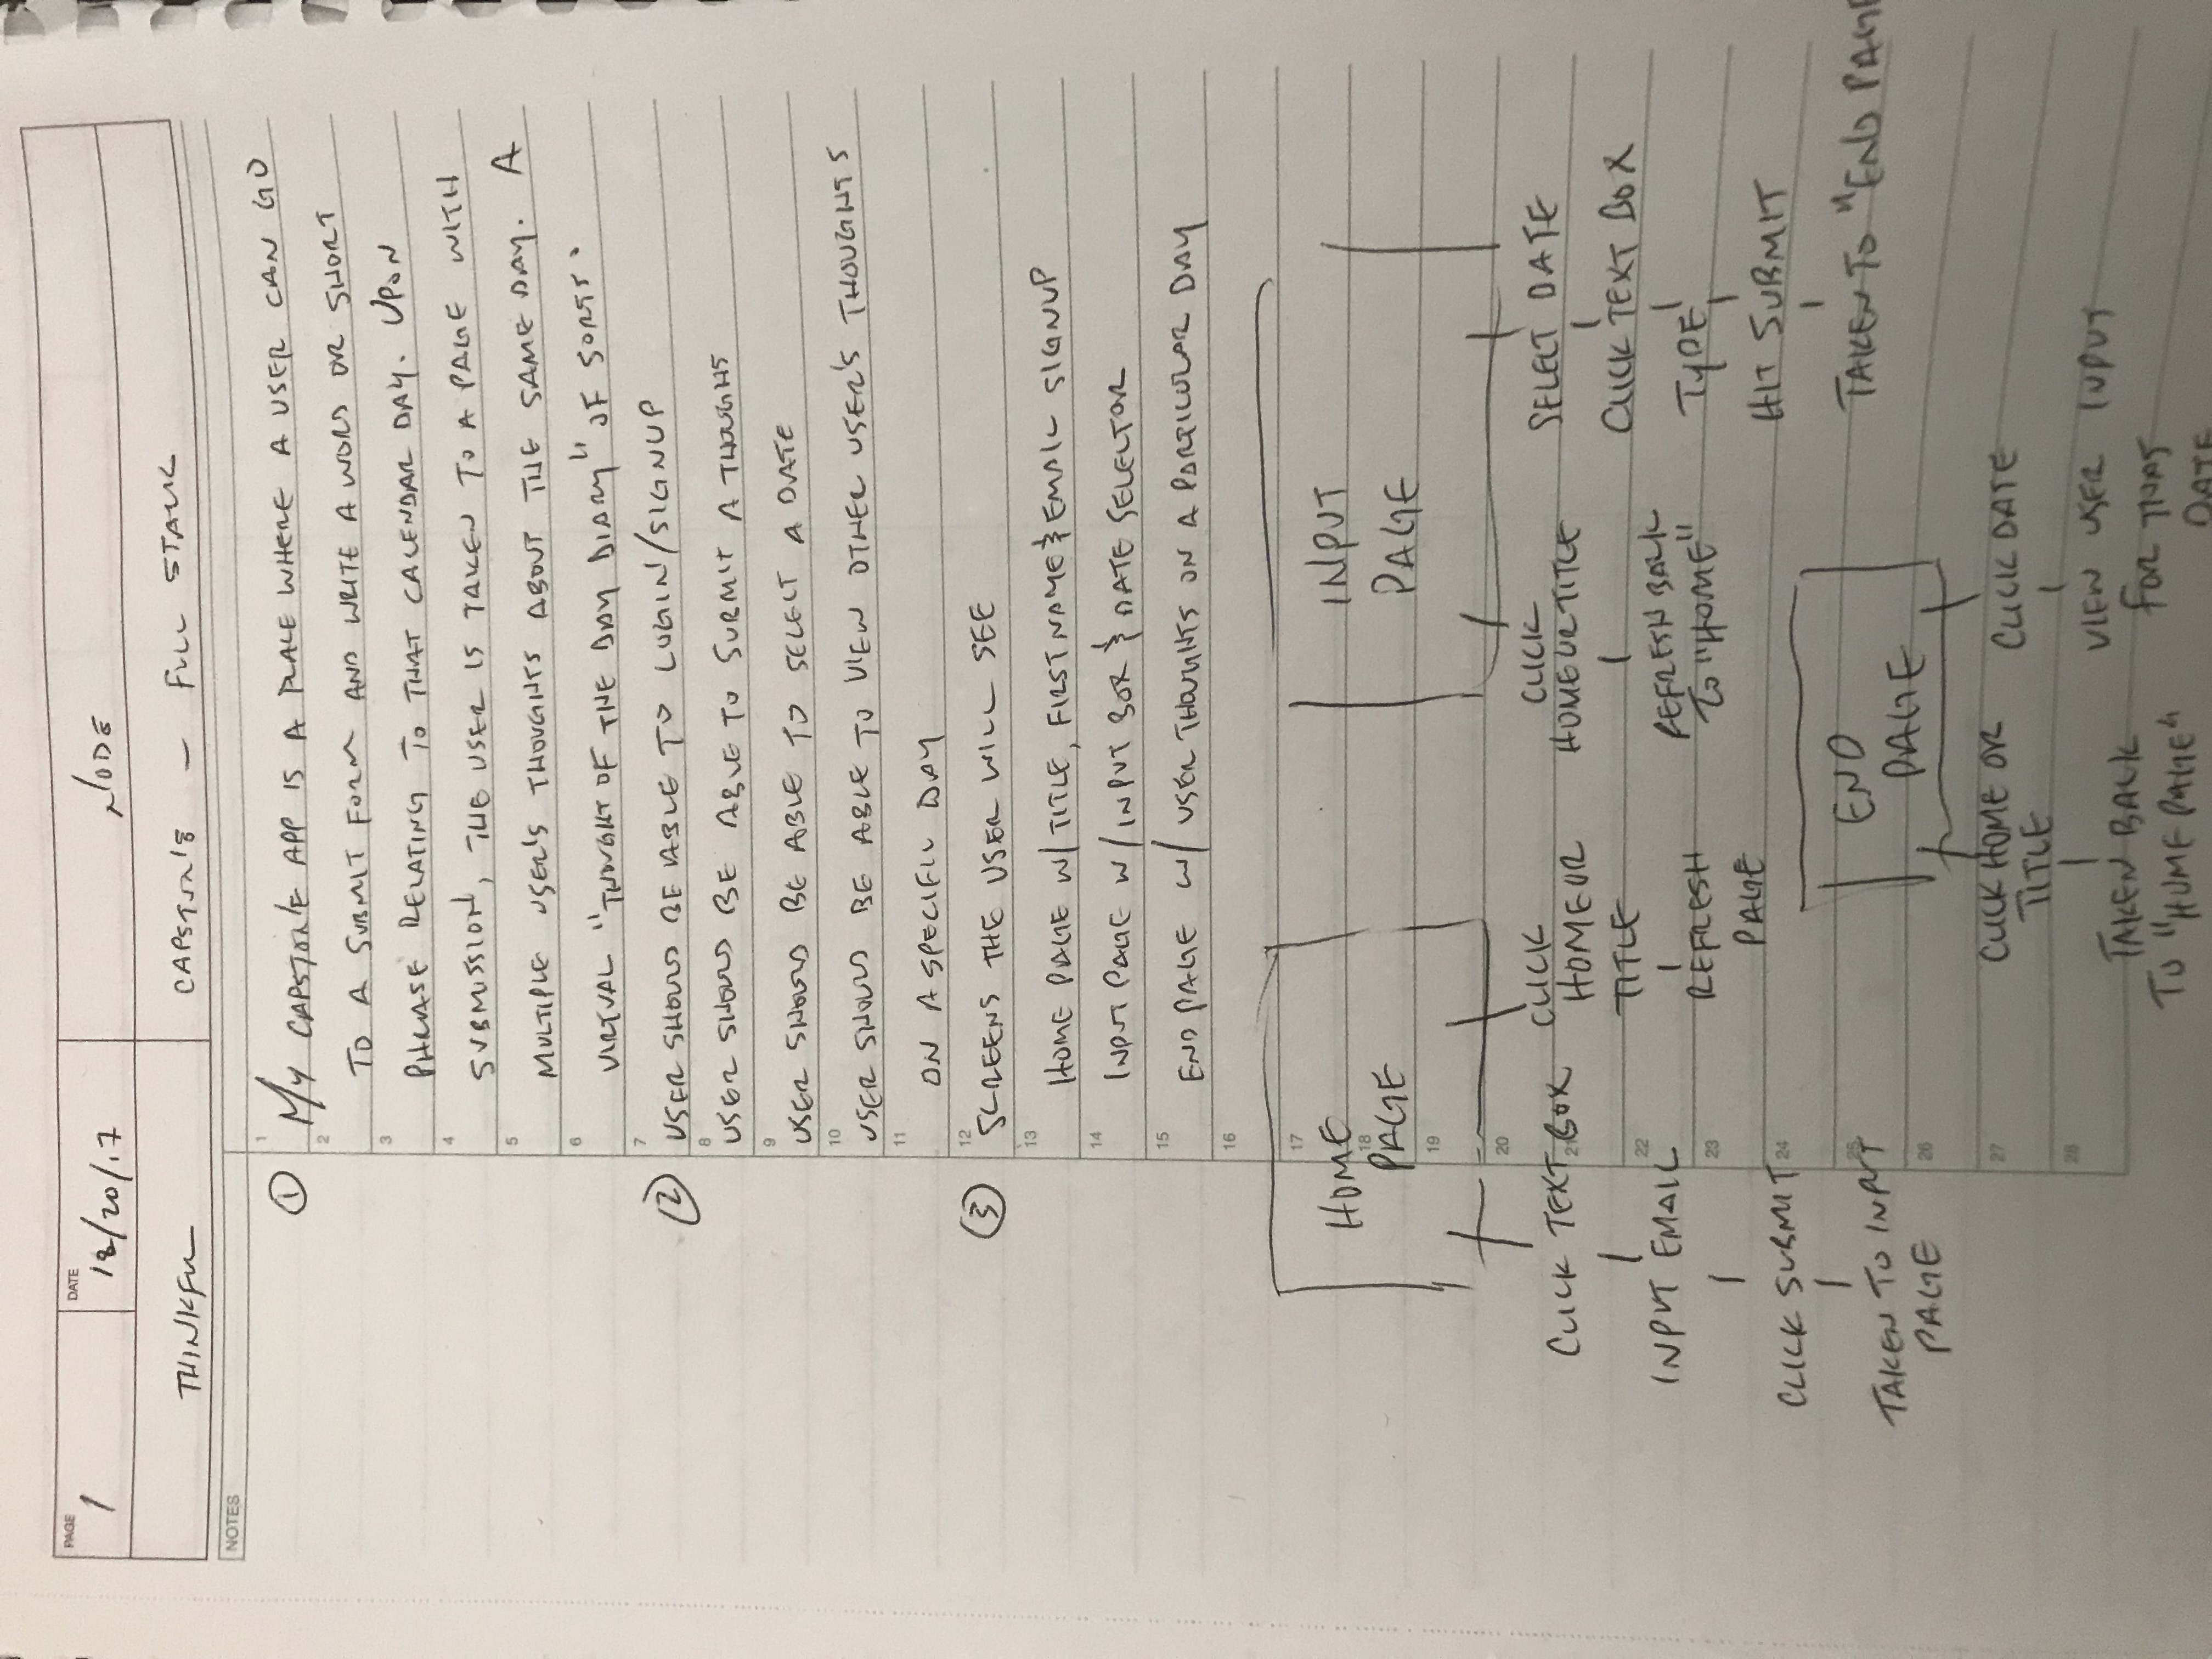 PAGE
1
DATE
/20/17
NODE
THINKFUL
CAPSTONE — FULL STACK
NOTES
① 1 MY CAPSTONE APP IS A PLACE WHERE A USER CAN GO
2 TO A SUBMIT FORM AND WRITE A WORD OR SHORT
3 PHRASE RELATING TO THAT CALENDAR DAY. UPON
4 SUBMISSION, THE USER IS TAKEN TO A PAGE WITH
5 MULTIPLE USER'S THOUGHTS ABOUT THE SAME DAY. A
6 VIRTUAL "THOUGHT OF THE DAY DIARY" OF SORTS.
② 7 USER SHOULD BE ABLE TO LOGIN/SIGNUP
8 USER SHOULD BE ABLE TO SUBMIT A THOUGHT
9 USER SHOULD BE ABLE TO SELECT A DATE
10 USER SHOULD BE ABLE TO VIEW OTHER USER'S THOUGHTS
11 ON A SPECIFIC DAY
③ 12 SCREENS THE USER WILL SEE
13 HOME PAGE W/ TITLE, FIRST NAME & EMAIL SIGNUP
14 INPUT PAGE W/ INPUT BOX & DATE SELECTOR
15 END PAGE W/ USER THOUGHTS ON A PARTICULAR DAY
16
17
18
19
20
21
22
23
24
25
26
27
28
HOME
PAGE
CLICK TEXT BOX
INPUT EMAIL
CLICK SUBMIT
TAKEN TO INPUT
PAGE
CLICK
HOME OR
TITLE
REFRESH
PAGE
INPUT
PAGE
CLICK
HOME OR TITLE
REFRESH BACK
TO "HOME"
SELECT DATE
CLICK TEXT BOX
TYPE
HIT SUBMIT
TAKEN TO "END PAGE
END
PAGE
CLICK HOME OR
TITLE
TAKEN BACK
TO "HOME PAGE"
CLICK DATE
VIEW USER INPUT
FOR THAT
DATE